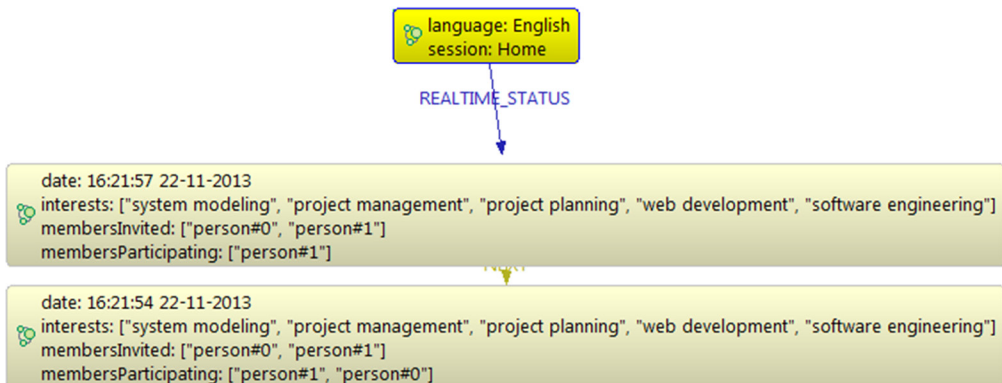 language: English
session: Home
REALTIME_STATUS
date: 16:21:57 22-11-2013
interests: ["system modeling", "project management", "project planning", "web development", "software engineering"]
membersInvited: ["person#0", "person#1"]
membersParticipating: ["person#1"]
NEXT
date: 16:21:54 22-11-2013
interests: ["system modeling", "project management", "project planning", "web development", "software engineering"]
membersInvited: ["person#0", "person#1"]
membersParticipating: ["person#1", "person#0"]